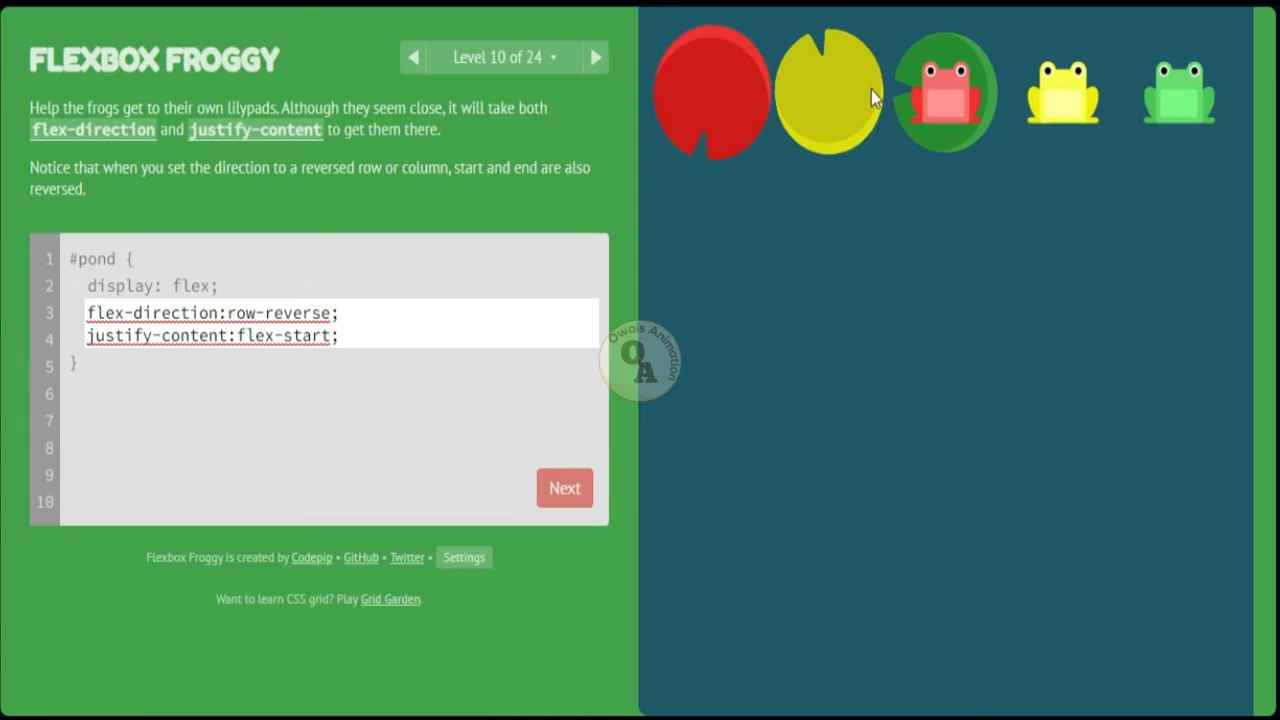 FLEXBOX FROGGY
Level 10 of 24
Help the frogs get to their own lilypads. Although they seem close, it will take both
flex-direction and justify-content to get them there.
Notice that when you set the direction to a reversed row or column, start and end are also
reversed.
1 #pond {
2 display: flex;
3 flex-direction:row-reverse;
4 justify-content:flex-start;
5 }
6
7
8
9
10
Next
Flexbox Froggy is created by Codepip • GitHub • Twitter • Settings
Want to learn CSS grid? Play Grid Garden.
Owais Animation
OA